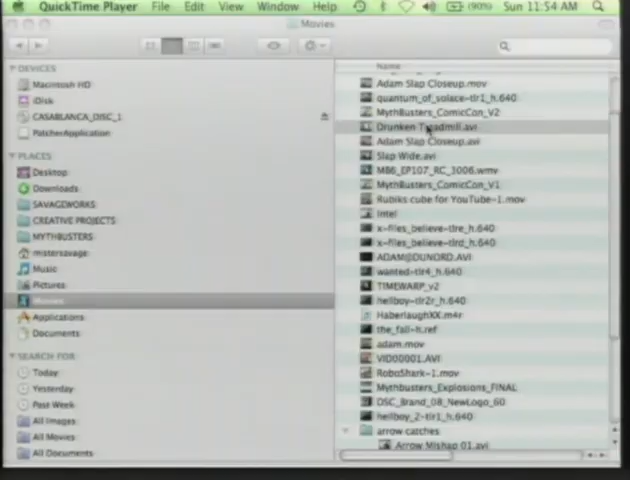 QuickTime Player File Edit View Window Help (90%) Sun 11:54 AM
Movies
DEVICES
Macintosh HD
iDisk
CASABLANCA_DISC_1
PatcherApplication
PLACES
Desktop
Downloads
SAVAGEWORKS
CREATIVE PROJECTS
MYTHBUSTERS
mistersavage
Music
Pictures
Movies
Applications
Documents
SEARCH FOR
Today
Yesterday
Past Week
All Images
All Movies
All Documents
Name
Adam Slap Closeup.mov
quantum_of_solace-tlr1_h.640
MythBusters_ComicCon_V2
Drunken Treadmill.avi
Adam Slap Closeup.avi
Slap Wide.avi
MB6_EP107_RC_1006.wmv
MythBusters_ComicCon_V1
Rubiks cube for YouTube-1.mov
Intel
x-files_believe-tlre_h.640
x-files_believe-tlrd_h.640
ADAM@DUNORD.AVI
wanted-tlr4_h.640
TIMEWARP_v2
hellboy-tlr2r_h.640
HaberlaughXX.m4r
the_fall-h.ref
adam.mov
VID00001.AVI
RoboShark-1.mov
Mythbusters_Explosions_FINAL
DSC_Brand_08_NewLogo_60
hellboy_2-tlr1_h.640
arrow catches
Arrow Mishap 01.avi